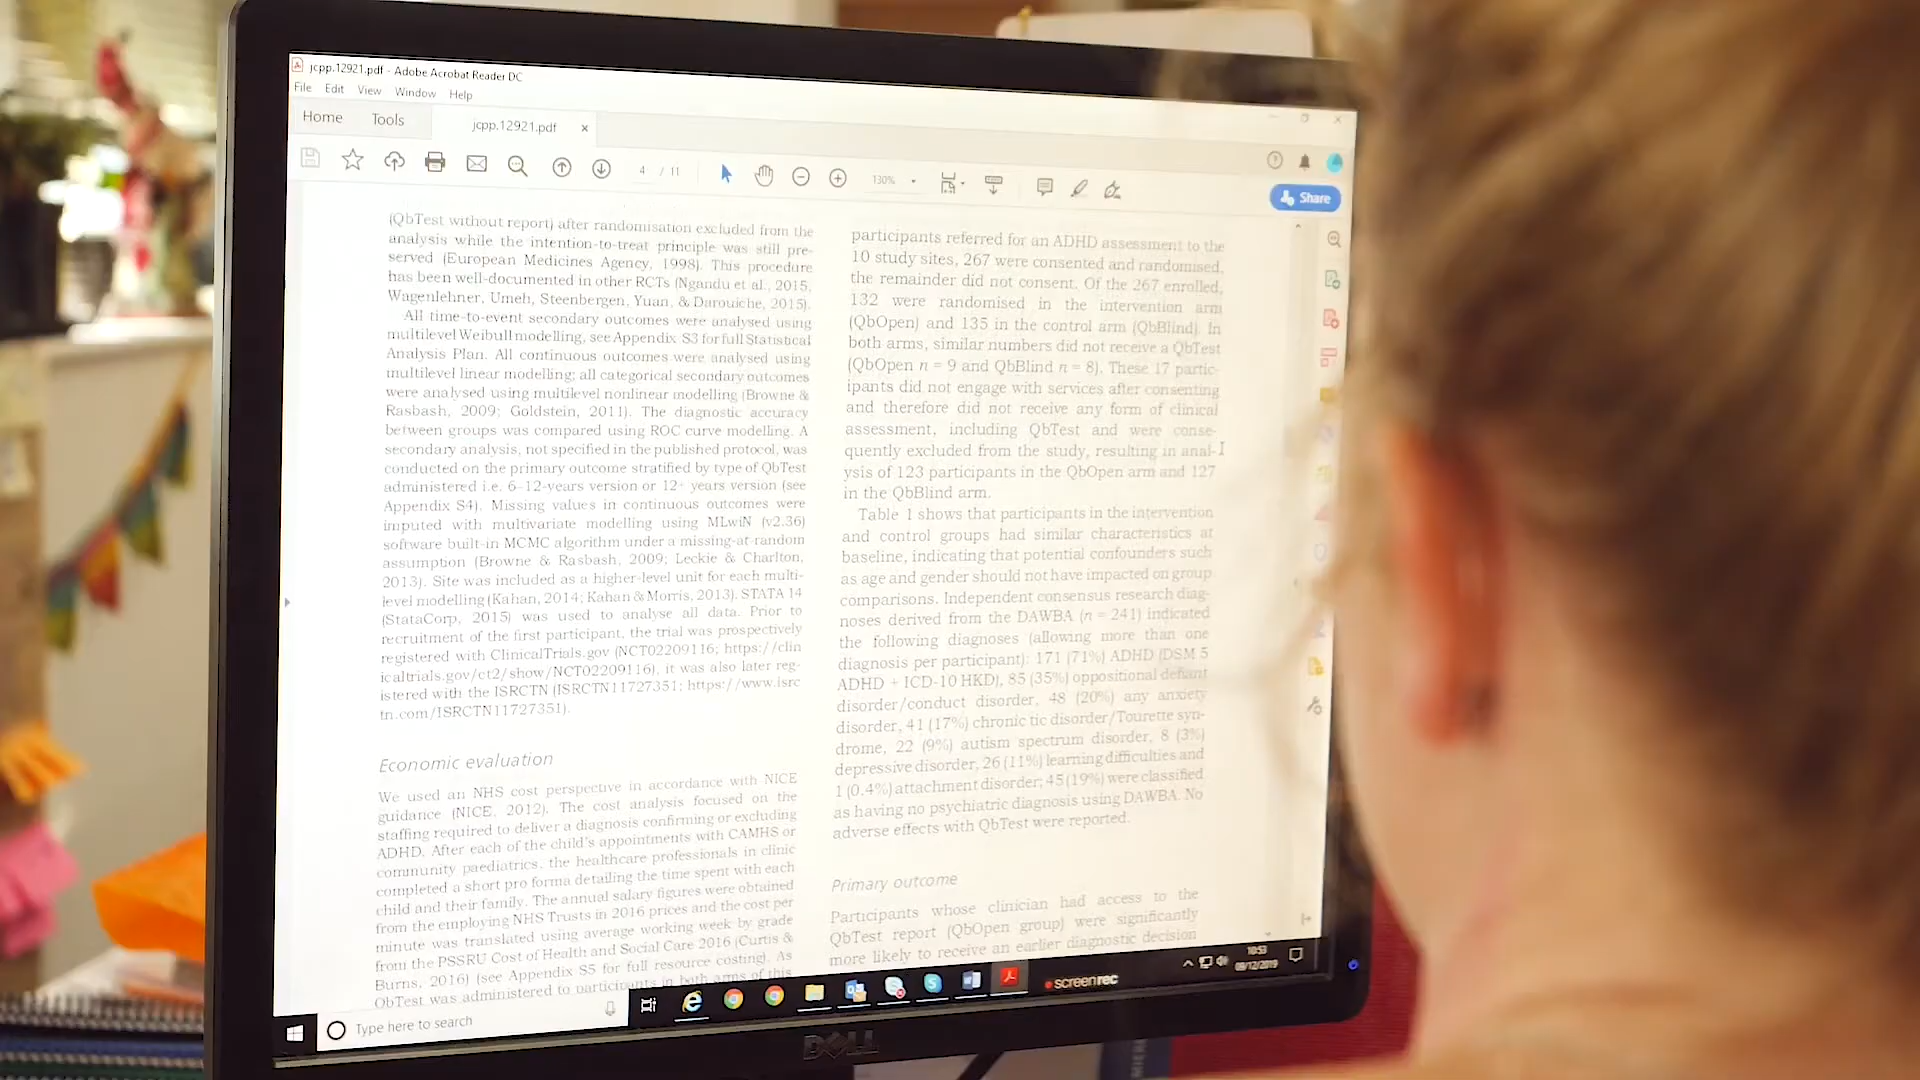 jcpp.12921.pdf - Adobe Acrobat Reader DC
File Edit View Window Help
Home Tools jcpp.12921.pdf ×
4 / 11 130%
Share
(QbTest without report) after randomisation excluded from the
analysis while the intention-to-treat principle was still pre-
served (European Medicines Agency, 1998). This procedure
has been well-documented in other RCTs (Ngandu et al., 2015,
Wagenlehner, Umeh, Steenbergen, Yuan, & Darouiche, 2015).
All time-to-event secondary outcomes were analysed using
multilevel Weibull modelling, see Appendix S3 for full Statistical
Analysis Plan. All continuous outcomes were analysed using
multilevel linear modelling; all categorical secondary outcomes
were analysed using multilevel nonlinear modelling (Browne &
Rasbash, 2009; Goldstein, 2011). The diagnostic accuracy
between groups was compared using ROC curve modelling. A
secondary analysis, not specified in the published protocol, was
conducted on the primary outcome stratified by type of QbTest
administered i.e. 6–12-years version or 12+ years version (see
Appendix S4). Missing values in continuous outcomes were
imputed with multivariate modelling using MLwiN (v2.36)
software built-in MCMC algorithm under a missing-at-random
assumption (Browne & Rasbash, 2009; Leckie & Charlton,
2013). Site was included as a higher-level unit for each multi-
level modelling (Kahan, 2014; Kahan & Morris, 2013). STATA 14
(StataCorp, 2015) was used to analyse all data. Prior to
recruitment of the first participant, the trial was prospectively
registered with ClinicalTrials.gov (NCT02209116; https://clin
icaltrials.gov/ct2/show/NCT02209116), it was also later reg-
istered with the ISRCTN (ISRCTN11727351; https://www.isrc
tn.com/ISRCTN11727351).
Economic evaluation
We used an NHS cost perspective in accordance with NICE
guidance (NICE, 2012). The cost analysis focused on the
staffing required to deliver a diagnosis confirming or excluding
ADHD. After each of the child's appointments with CAMHS or
community paediatrics, the healthcare professionals in clinic
completed a short pro forma detailing the time spent with each
child and their family. The annual salary figures were obtained
from the employing NHS Trusts in 2016 prices and the cost per
minute was translated using average working week by grade
from the PSSRU Cost of Health and Social Care 2016 (Curtis &
Burns, 2016) (see Appendix S5 for full resource costing). As
QbTest was administered to participants in both arms of this
participants referred for an ADHD assessment to the
10 study sites, 267 were consented and randomised,
the remainder did not consent. Of the 267 enrolled,
132 were randomised in the intervention arm
(QbOpen) and 135 in the control arm (QbBlind). In
both arms, similar numbers did not receive a QbTest
(QbOpen n = 9 and QbBlind n = 8). These 17 partic-
ipants did not engage with services after consenting
and therefore did not receive any form of clinical
assessment, including QbTest and were conse-
quently excluded from the study, resulting in anal-
ysis of 123 participants in the QbOpen arm and 127
in the QbBlind arm.
Table 1 shows that participants in the intervention
and control groups had similar characteristics at
baseline, indicating that potential confounders such
as age and gender should not have impacted on group
comparisons. Independent consensus research diag-
noses derived from the DAWBA (n = 241) indicated
the following diagnoses (allowing more than one
diagnosis per participant): 171 (71%) ADHD (DSM 5
ADHD + ICD-10 HKD), 85 (35%) oppositional defiant
disorder/conduct disorder, 48 (20%) any anxiety
disorder, 41 (17%) chronic tic disorder/Tourette syn-
drome, 22 (9%) autism spectrum disorder, 8 (3%)
depressive disorder, 26 (11%) learning difficulties and
1 (0.4%) attachment disorder; 45 (19%) were classified
as having no psychiatric diagnosis using DAWBA. No
adverse effects with QbTest were reported.
Primary outcome
Participants whose clinician had access to the
QbTest report (QbOpen group) were significantly
more likely to receive an earlier diagnostic decision
Type here to search
screenrec
10:53
09/12/2019
DELL